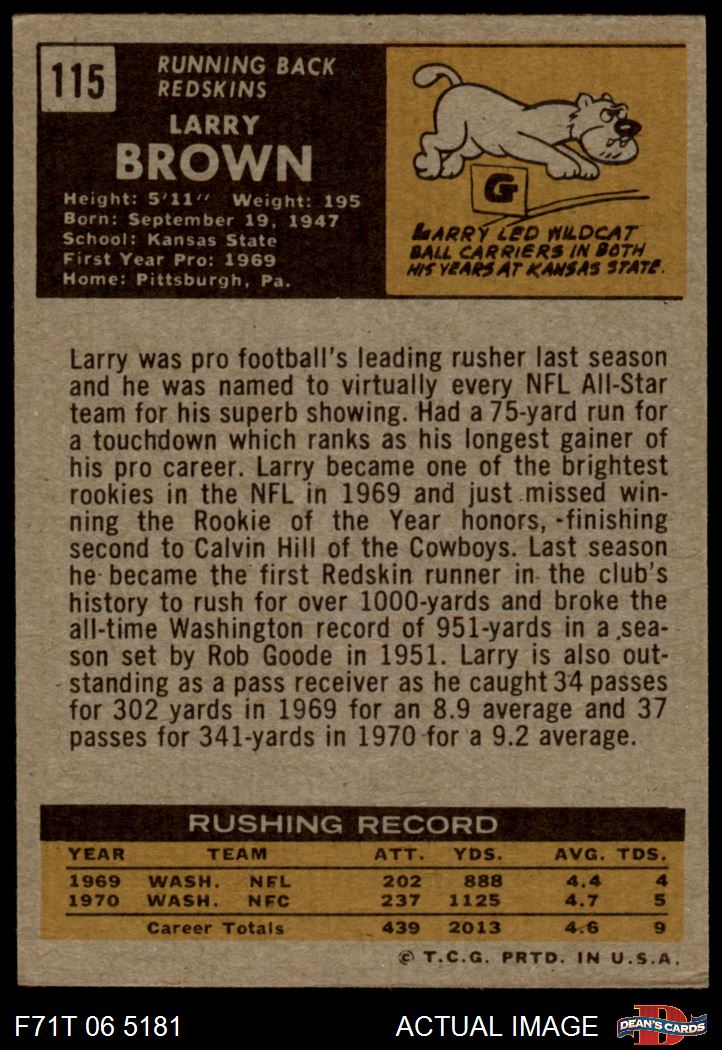 115
RUNNING BACK
REDSKINS
LARRY
BROWN
Height: 5'11" Weight: 195
Born: September 19, 1947
School: Kansas State
First Year Pro: 1969
Home: Pittsburgh, Pa.
G
LARRY LED WILDCAT
BALL CARRIERS IN BOTH
HIS YEARS AT KANSAS STATE.
Larry was pro football's leading rusher last season
and he was named to virtually every NFL All-Star
team for his superb showing. Had a 75-yard run for
a touchdown which ranks as his longest gainer of
his pro career. Larry became one of the brightest
rookies in the NFL in 1969 and just missed win-
ning the Rookie of the Year honors, finishing
second to Calvin Hill of the Cowboys. Last season
he became the first Redskin runner in the club's
history to rush for over 1000-yards and broke the
all-time Washington record of 951-yards in a sea-
son set by Rob Goode in 1951. Larry is also out-
standing as a pass receiver as he caught 34 passes
for 302 yards in 1969 for an 8.9 average and 37
passes for 341-yards in 1970 for a 9.2 average.
RUSHING RECORD
YEAR TEAM ATT. YDS. AVG. TDS.
1969 WASH. NFL 202 888 4.4 4
1970 WASH. NFC 237 1125 4.7 5
Career Totals 439 2013 4.6 9
© T.C.G. PRTD. IN U.S.A.
F71T 06 5181 ACTUAL IMAGE D DEAN'S CARDS